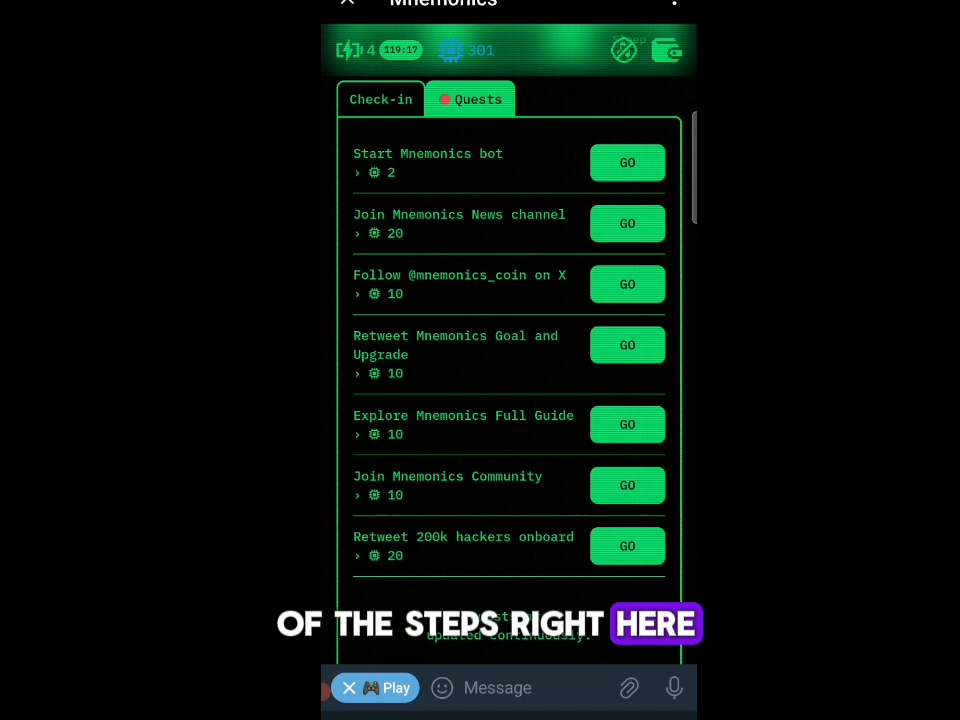 Mnemonics
4 119:17 301
Check-in
Quests
Start Mnemonics bot
› 2
GO
Join Mnemonics News channel
› 20
GO
Follow @mnemonics_coin on X
› 10
GO
Retweet Mnemonics Goal and
Upgrade
› 10
GO
Explore Mnemonics Full Guide
› 10
GO
Join Mnemonics Community
› 10
GO
Retweet 200k hackers onboard
› 20
GO
OF THE STEPS RIGHT HERE
updated continuously.
Play
Message